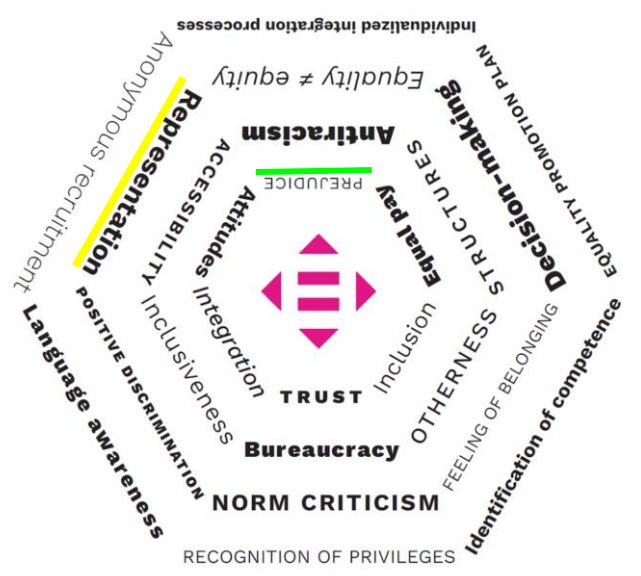 Individualized integration processes
EQUALITY PROMOTION PLAN
Identification of competence
RECOGNITION OF PRIVILEGES
Language awareness
Anonymous recruitment
Equality ≠ equity
Decision-making
FEELING OF BELONGING
NORM CRITICISM
POSITIVE DISCRIMINATION
Representation
Antiracism
STRUCTURES
OTHERNESS
Bureaucracy
Inclusiveness
ACCESSIBILITY
PREJUDICE
Equal pay
Inclusion
TRUST
Integration
Attitudes